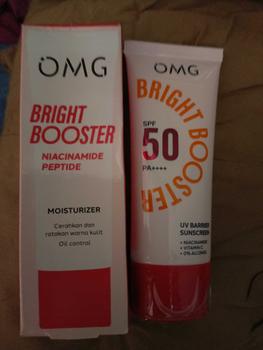 OMG
BRIGHT
BOOSTER
NIACINAMIDE
PEPTIDE
MOISTURIZER
Cerahkan dan
ratakan warna kulit
Oil control
OMG
BRIGHT BOOSTER
SPF
50
PA++++
UV BARRIER
SUNSCREEN
• NIACINAMIDE
• VITAMIN C
• 0% ALCOHOL